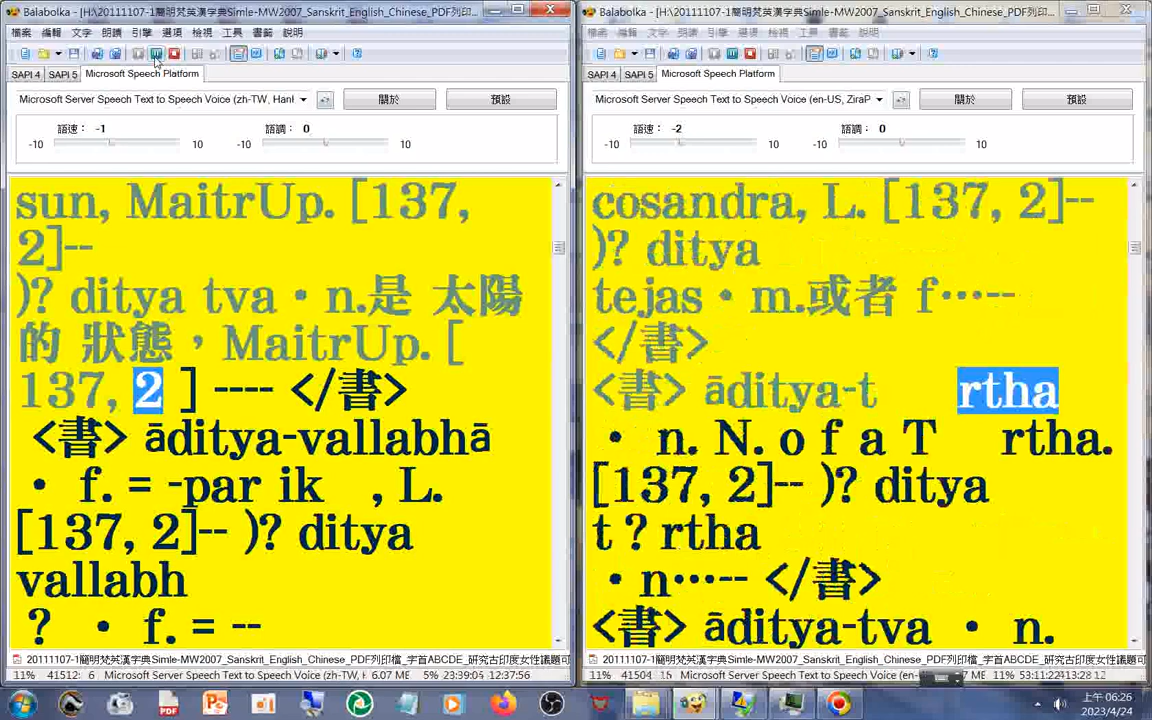 Balabolka - [H:\20111107-1簡明梵英漢字典Simle-MW2007_Sanskrit_English_Chinese_PDF列印...
檔案 編輯 文字 朗讀 引擎 選項 檢視 工具 書籤 說明
SAPI 4 SAPI 5 Microsoft Speech Platform
Microsoft Server Speech Text to Speech Voice (zh-TW, Hanl 關於 預設
語速： -1 語調： 0
-10 10 -10 10
sun, MaitrUp. [137,
2]--
)? ditya tva • n.是 太陽
的 狀態，MaitrUp. [
137, 2 ] ---- </書>
<書> āditya-vallabhā
• f. = -par ik , L.
[137, 2]-- )? ditya
vallabh
? • f. = --
20111107-1簡明梵英漢字典Simle-MW2007_Sanskrit_English_Chinese_PDF列印檔_字首ABCDE_研究古印度女性議題可
11% 41512: 6 Microsoft Server Speech Text to Speech Voice (zh-TW, H 6.07 MB 5% 23:39:05 12:37:56
Balabolka - [H:\20111107-1簡明梵英漢字典Simle-MW2007_Sanskrit_English_Chinese_PDF列印...
檔案 編輯 文字 朗讀 引擎 選項 檢視 工具 書籤 說明
SAPI 4 SAPI 5 Microsoft Speech Platform
Microsoft Server Speech Text to Speech Voice (en-US, ZiraP 關於 預設
語速： -2 語調： 0
-10 10 -10 10
cosandra, L. [137, 2]--
)? ditya
tejas • m.或者 f…--
</書>
<書> āditya-t rtha
• n. N. o f a T rtha.
[137, 2]-- )? ditya
t ? rtha
• n…-- </書>
<書> āditya-tva • n.
20111107-1簡明梵英漢字典Simle-MW2007_Sanskrit_English_Chinese_PDF列印檔_字首ABCDE_研究古印度女性議題可
11% 41504 Microsoft Server Speech Text to Speech Voice (en-U 11%
上午 06:26
2023/4/24